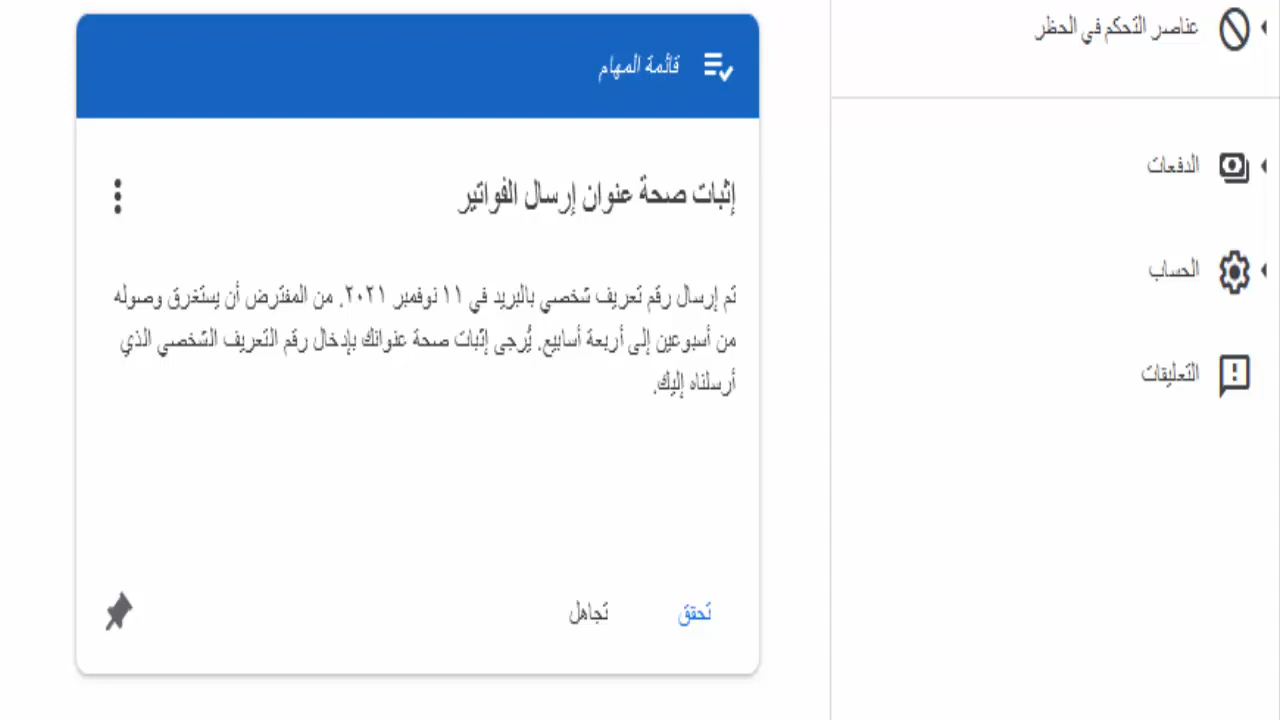 عناصر التحكم في الحظر
الدفعات
الحساب
التعليقات
قائمة المهام
إثبات صحة عنوان إرسال الفواتير
تم إرسال رقم تعريف شخصي بالبريد في ١١ نوفمبر ٢٠٢١. من المفترض أن يستغرق وصوله
من أسبوعين إلى أربعة أسابيع. يُرجى إثبات صحة عنوانك بإدخال رقم التعريف الشخصي الذي
أرسلناه إليك.
تحقق
تجاهل